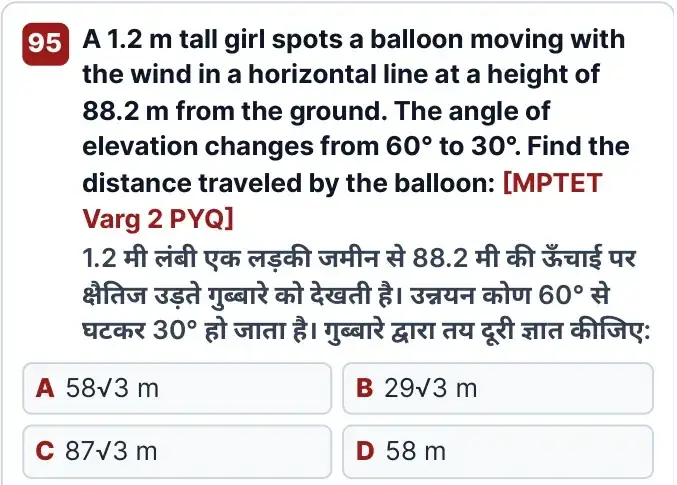 95 A 1.2 m tall girl spots a balloon moving with
the wind in a horizontal line at a height of
88.2 m from the ground. The angle of
elevation changes from 60° to 30°. Find the
distance traveled by the balloon: [MPTET
Varg 2 PYQ]
1.2 मी लंबी एक लड़की जमीन से 88.2 मी की ऊँचाई पर
क्षैतिज उड़ते गुब्बारे को देखती है। उन्नयन कोण 60° से
घटकर 30° हो जाता है। गुब्बारे द्वारा तय दूरी ज्ञात कीजिए:
A 58√3 m
B 29√3 m
C 87√3 m
D 58 m